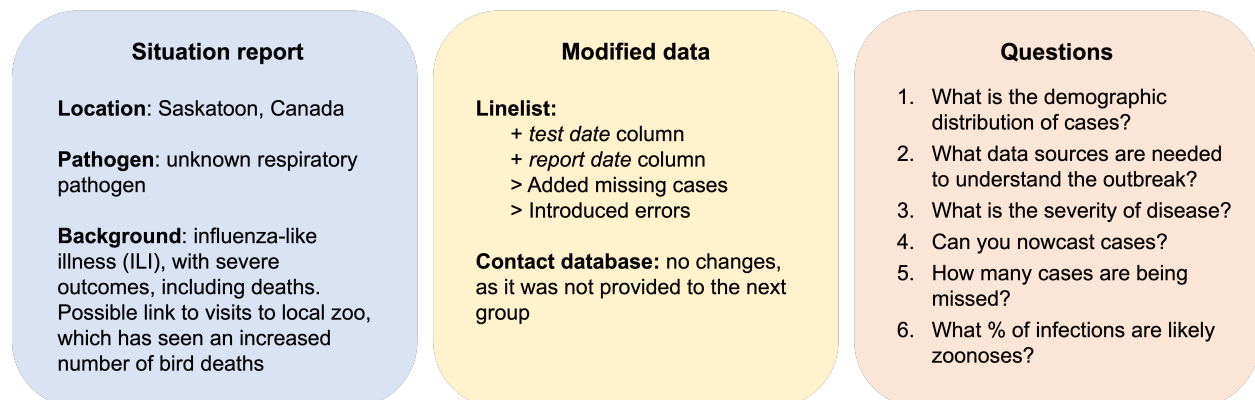 Situation report
Location: Saskatoon, Canada
Pathogen: unknown respiratory
pathogen
Background: influenza-like
illness (ILI), with severe
outcomes, including deaths.
Possible link to visits to local zoo,
which has seen an increased
number of bird deaths
Modified data
Linelist:
+ test date column
+ report date column
> Added missing cases
> Introduced errors
Contact database: no changes,
as it was not provided to the next
group
Questions
1. What is the demographic
distribution of cases?
2. What data sources are needed
to understand the outbreak?
3. What is the severity of disease?
4. Can you nowcast cases?
5. How many cases are being
missed?
6. What % of infections are likely
zoonoses?